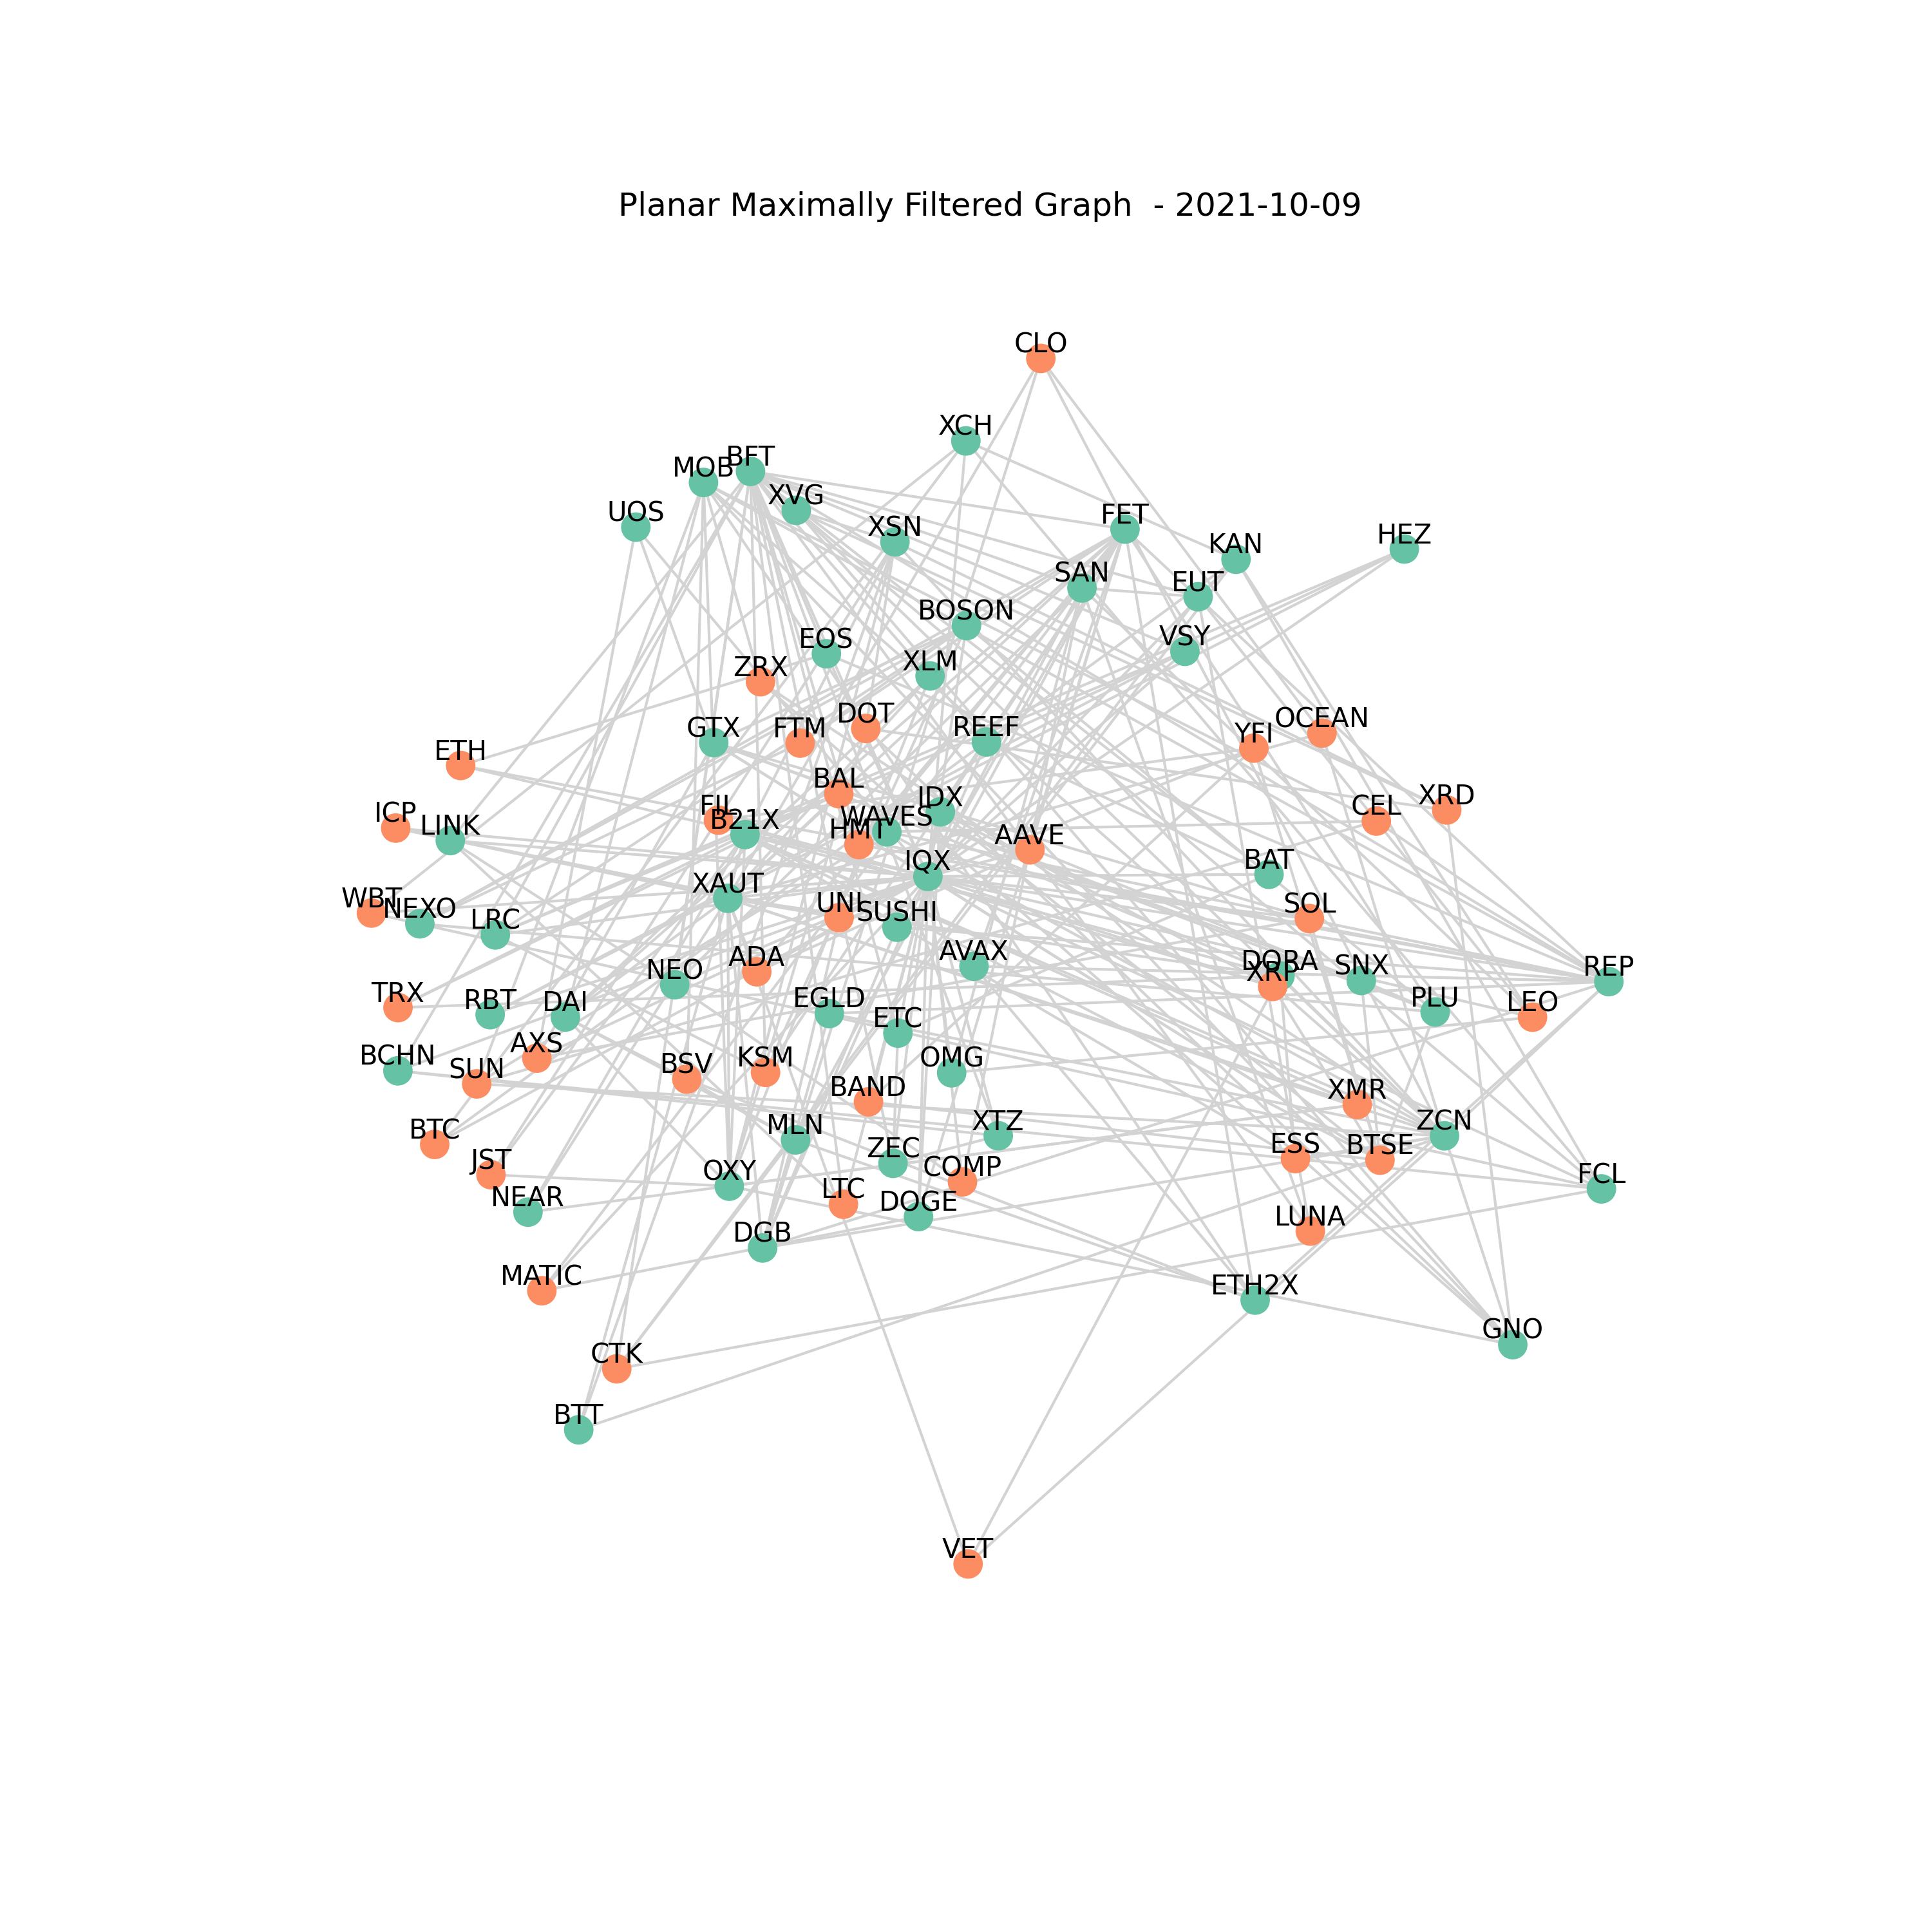 Planar Maximally Filtered Graph - 2021-10-09
CLO
XCH
BFT
MOB
XVG
UOS
FET
XSN
HEZ
KAN
SAN
EUT
BOSON
EOS
VSY
XLM
ZRX
DOT
OCEAN
GTX
FTM
REEF
YFI
ETH
BAL
IDX
XRD
FIL
CEL
ICP
WAVES
B21X
LINK
HMT
AAVE
IQX
BAT
XAUT
WBT
UNI
SOL
NEXO
SUSHI
LRC
AVAX
ADA
DORA
SNX
REP
NEO
XRP
TRX
EGLD
PLU
RBT
DAI
LEO
ETC
AXS
BCHN
KSM
OMG
BSV
SUN
BAND
XMR
XTZ
ZCN
MLN
BTC
ESS
BTSE
ZEC
JST
COMP
OXY
FCL
LTC
NEAR
DOGE
LUNA
DGB
MATIC
ETH2X
GNO
CTK
BTT
VET